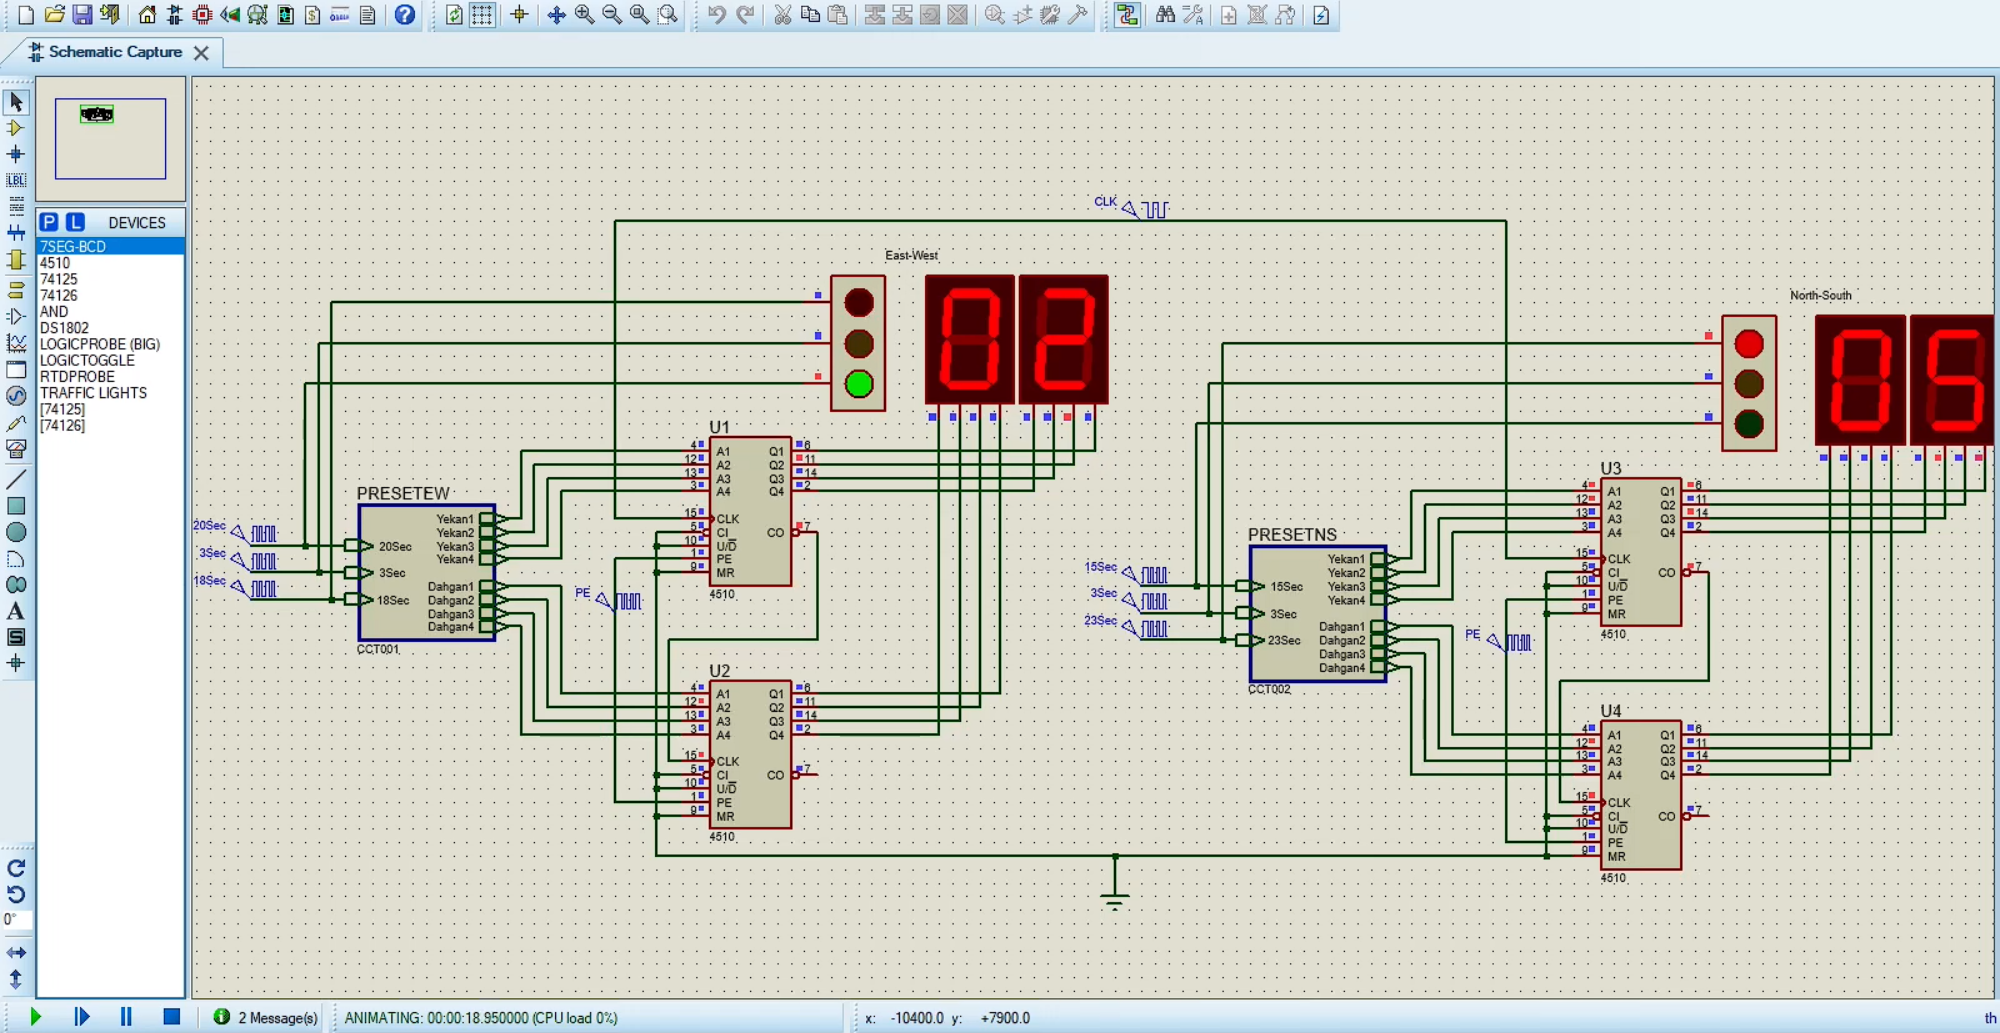 Schematic Capture
P L DEVICES
7SEG-BCD
4510
74125
74126
AND
DS1802
LOGICPROBE (BIG)
LOGICTOGGLE
RTDPROBE
TRAFFIC LIGHTS
[74125]
[74126]
LBL
A
S
0°
CLK
East-West
02
North-South
05
PRESETEW
20Sec
3Sec
18Sec
20Sec
3Sec
18Sec
Yekan1
Yekan2
Yekan3
Yekan4
Dahgan1
Dahgan2
Dahgan3
Dahgan4
CCT001
PE
U1
4 A1 Q1 6
12 A2 Q2 11
13 A3 Q3 14
3 A4 Q4 2
15 CLK
5 CI CO 7
10 U/D
1 PE
9 MR
4510
U2
4 A1 Q1 6
12 A2 Q2 11
13 A3 Q3 14
3 A4 Q4 2
15 CLK
5 CI CO 7
10 U/D
1 PE
9 MR
4510
PRESETNS
15Sec
3Sec
23Sec
15Sec
3Sec
23Sec
Yekan1
Yekan2
Yekan3
Yekan4
Dahgan1
Dahgan2
Dahgan3
Dahgan4
CCT002
PE
U3
4 A1 Q1 6
12 A2 Q2 11
13 A3 Q3 14
3 A4 Q4 2
15 CLK
5 CI CO 7
10 U/D
1 PE
9 MR
4510
U4
4 A1 Q1 6
12 A2 Q2 11
13 A3 Q3 14
3 A4 Q4 2
15 CLK
5 CI CO 7
10 U/D
1 PE
9 MR
4510
2 Message(s) ANIMATING: 00:00:18.950000 (CPU load 0%) x: -10400.0 y: +7900.0 th